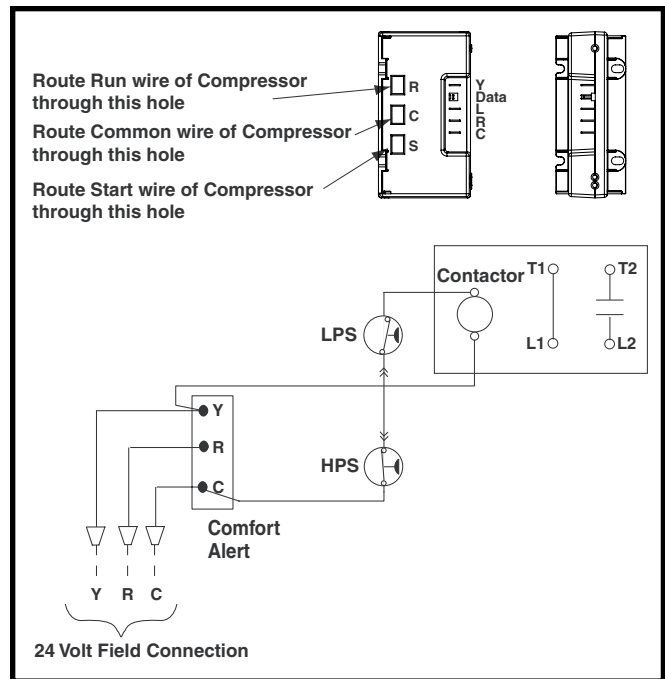 Route Run wire of Compressor
through this hole
Route Common wire of Compressor
through this hole
Route Start wire of Compressor
through this hole
R
C
S
Y
Data
L
R
C
Contactor
T1
T2
L1
L2
LPS
HPS
Y
R
C
Comfort
Alert
Y R C
24 Volt Field Connection